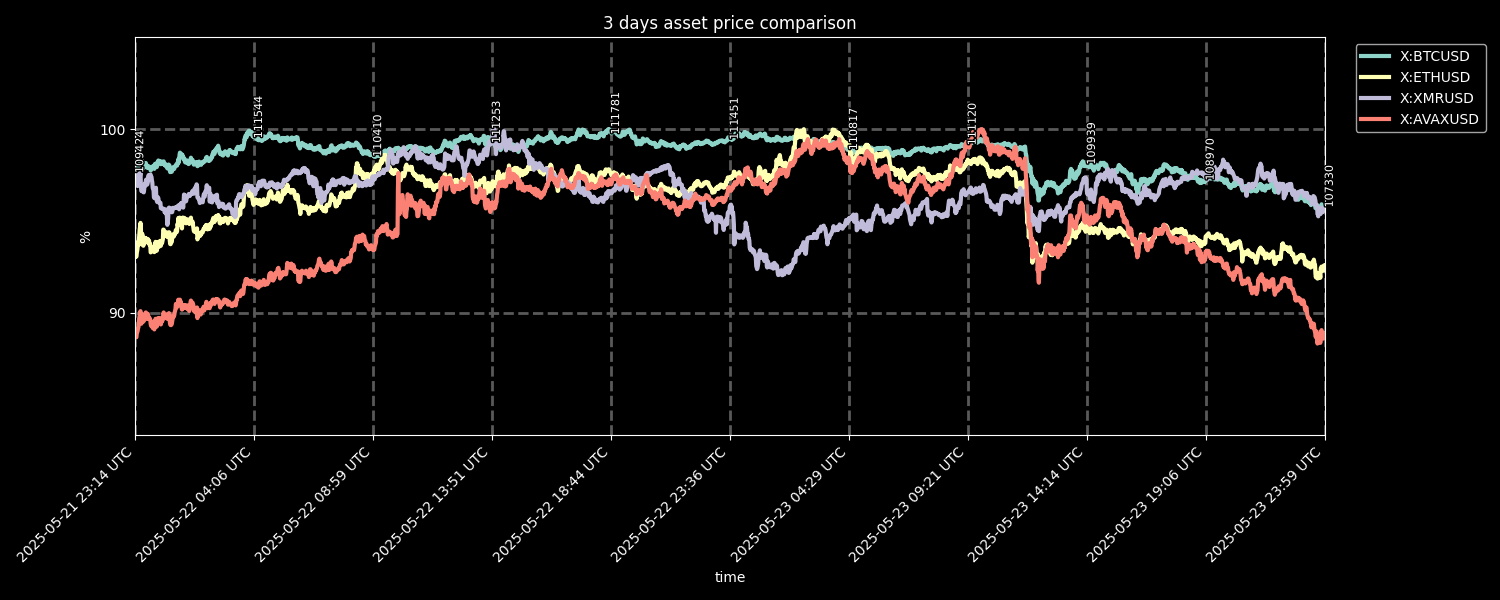 3 days asset price comparison
X:BTCUSD
X:ETHUSD
X:XMRUSD
X:AVAXUSD
100
90
%
109424
111544
110410
111253
111781
111451
110817
111120
109939
108970
107330
2025-05-21 23:14 UTC
2025-05-22 04:06 UTC
2025-05-22 08:59 UTC
2025-05-22 13:51 UTC
2025-05-22 18:44 UTC
2025-05-22 23:36 UTC
2025-05-23 04:29 UTC
2025-05-23 09:21 UTC
2025-05-23 14:14 UTC
2025-05-23 19:06 UTC
2025-05-23 23:59 UTC
time